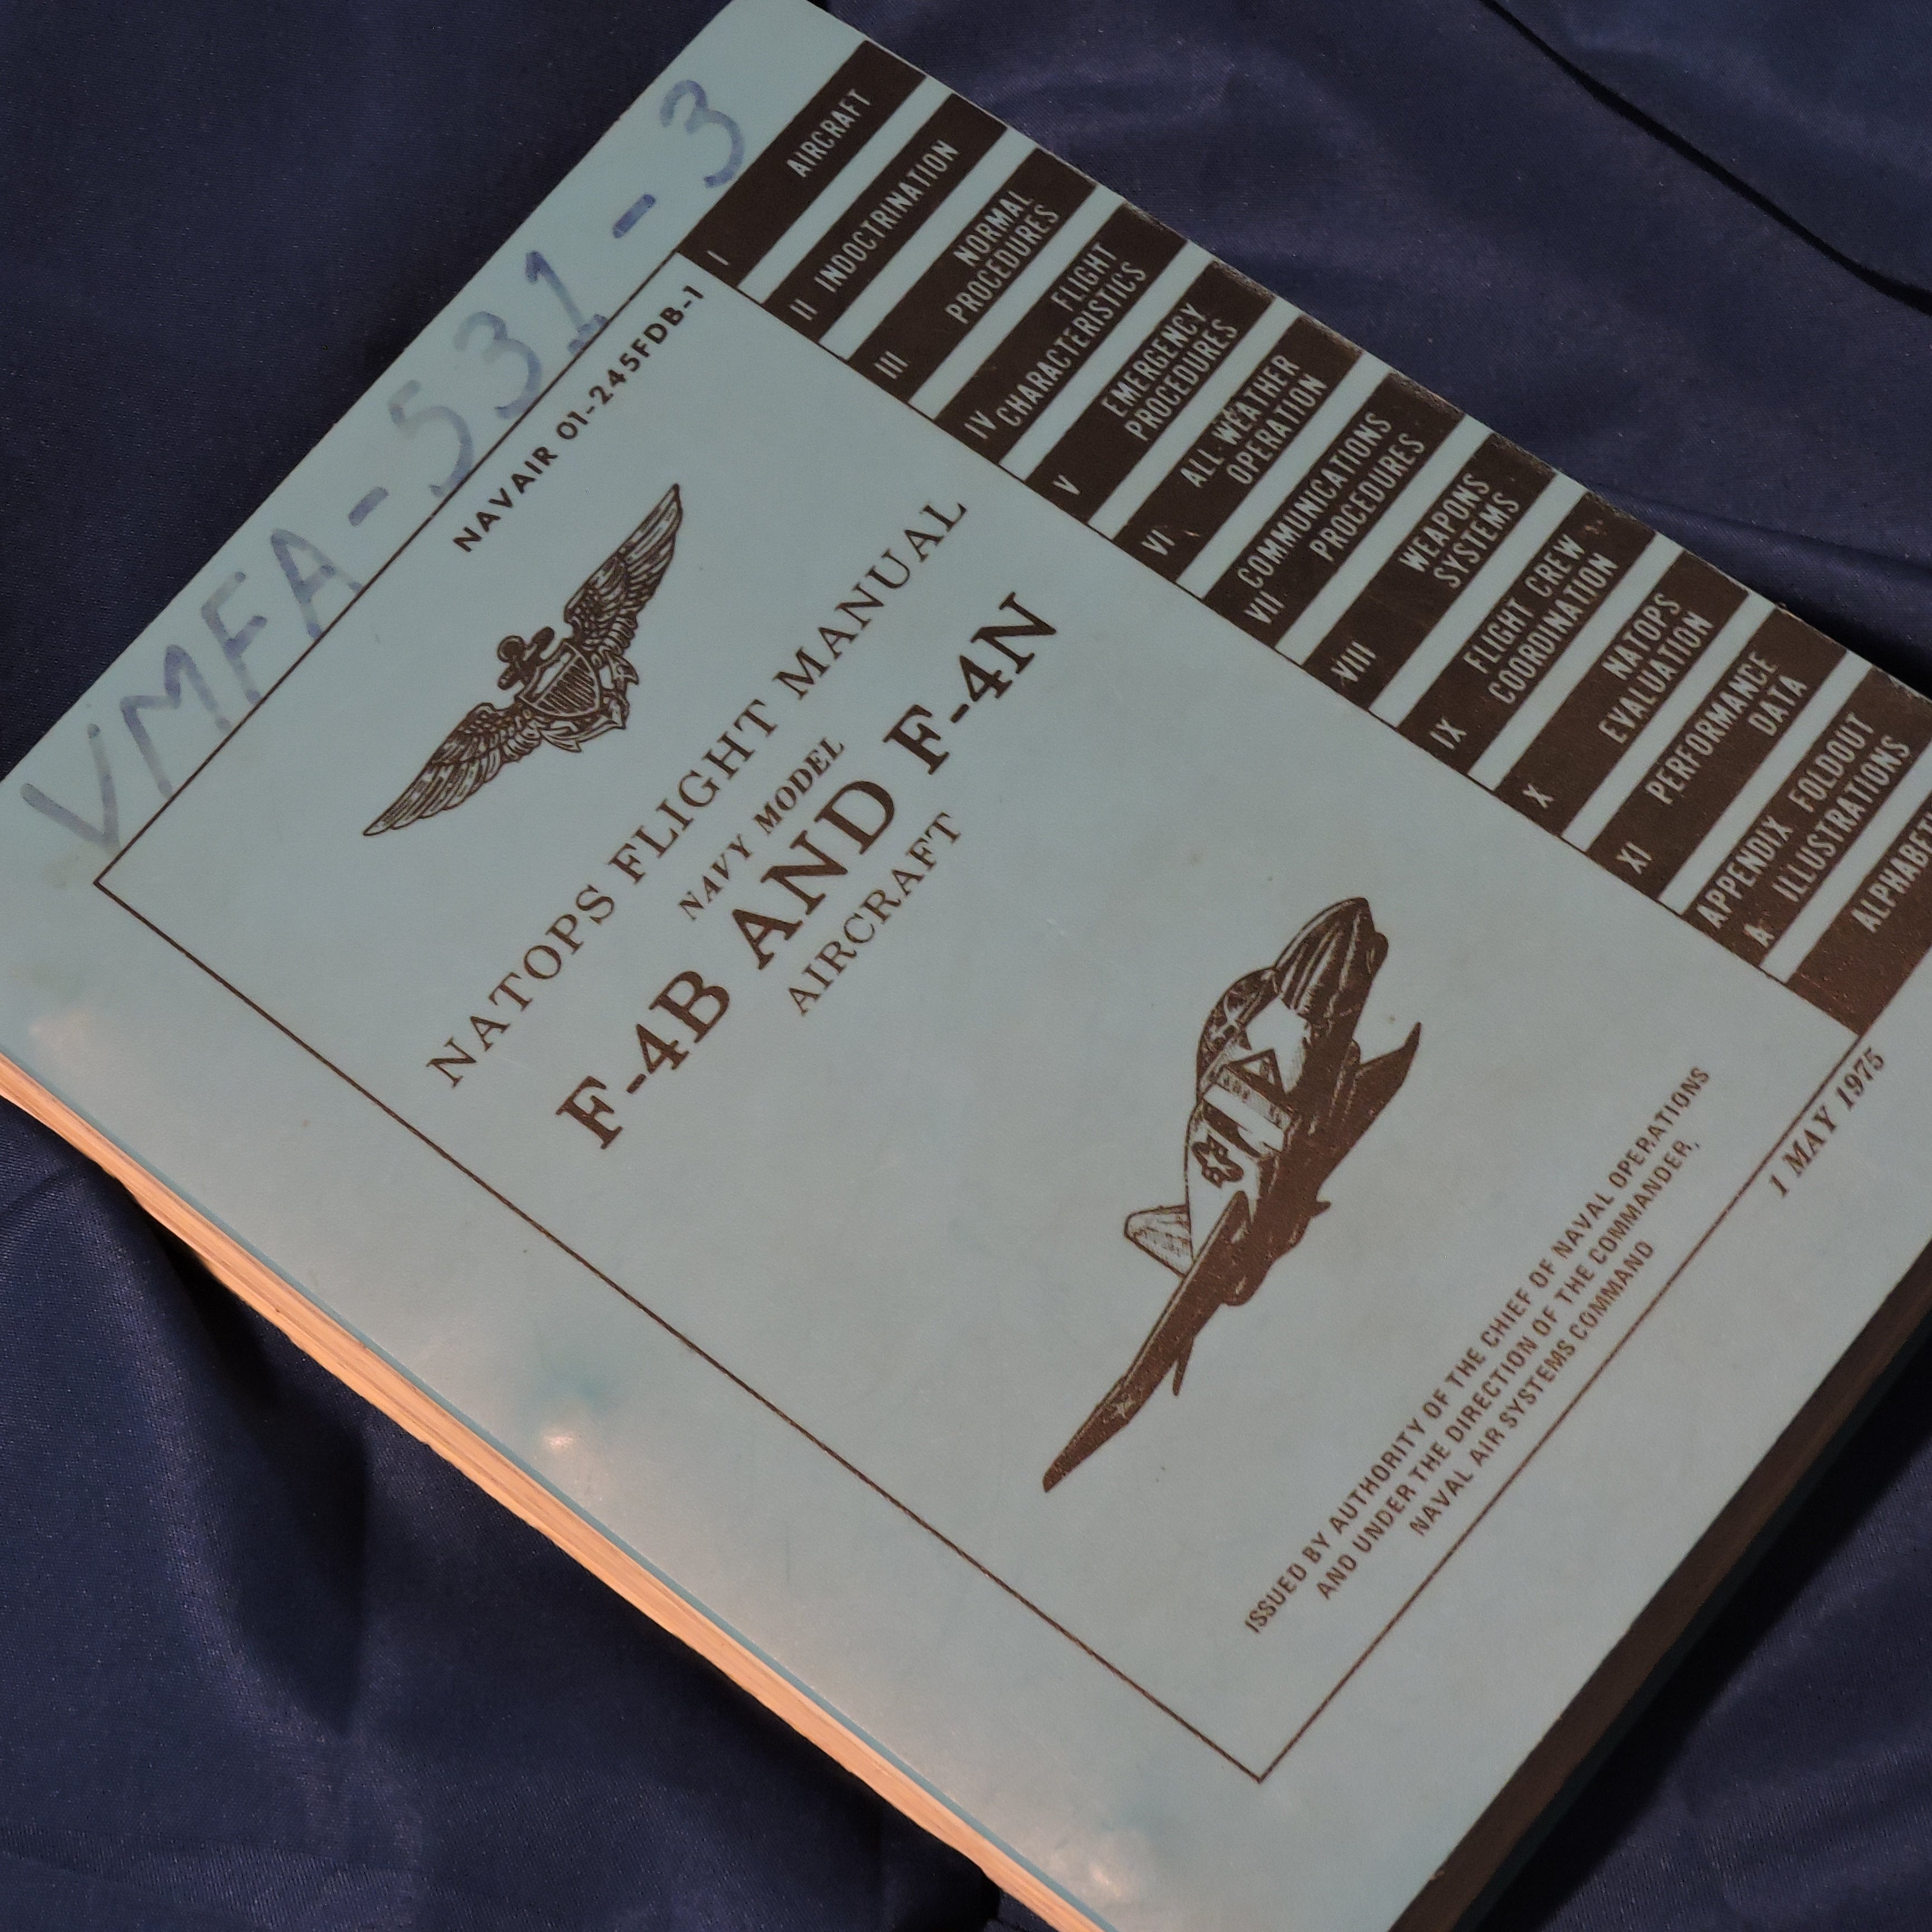 VMFA-531-3
NAVAIR 01-245FDB-1
NATOPS FLIGHT MANUAL
NAVY MODEL
F-4B AND F-4N
AIRCRAFT
ISSUED BY AUTHORITY OF THE CHIEF OF NAVAL OPERATIONS
AND UNDER THE DIRECTION OF THE COMMANDER,
NAVAL AIR SYSTEMS COMMAND
1 MAY 1975
I AIRCRAFT
II INDOCTRINATION
III NORMAL
PROCEDURES
IV FLIGHT
CHARACTERISTICS
V EMERGENCY
PROCEDURES
VI ALL-WEATHER
OPERATION
VII COMMUNICATIONS
PROCEDURES
VIII WEAPONS
SYSTEMS
IX FLIGHT CREW
COORDINATION
X NATOPS
EVALUATION
XI PERFORMANCE
DATA
APPENDIX FOLDOUT
A ILLUSTRATIONS